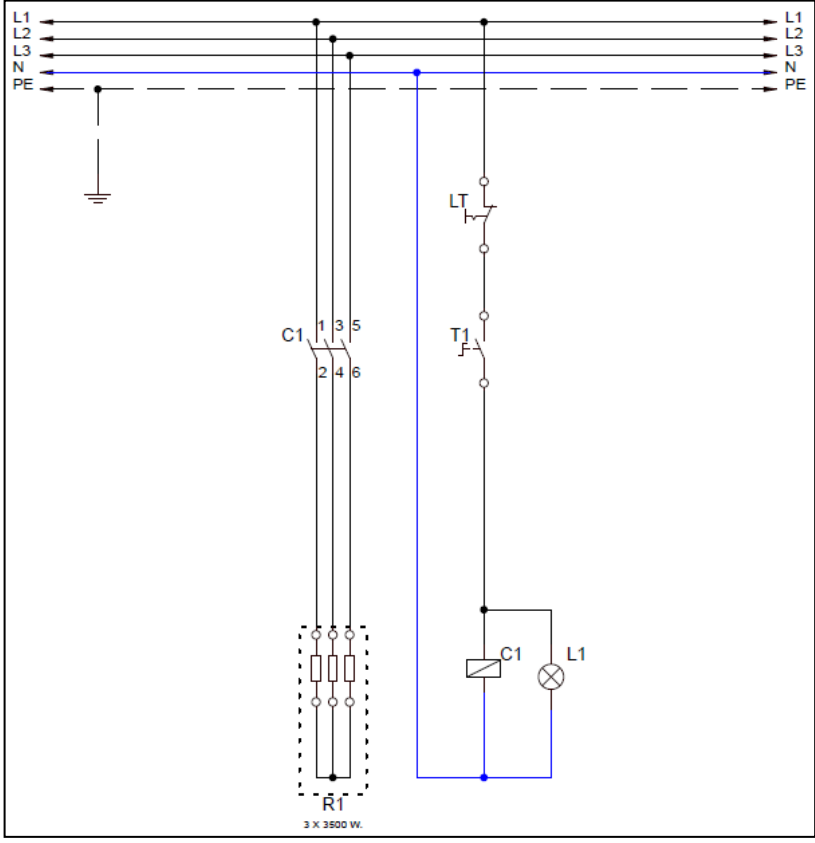 L1 L1
L2 L2
L3 L3
N N
PE PE
LT
C1 1 3 5
T1
2 4 6
C1 L1
R1
3 X 3500 W.